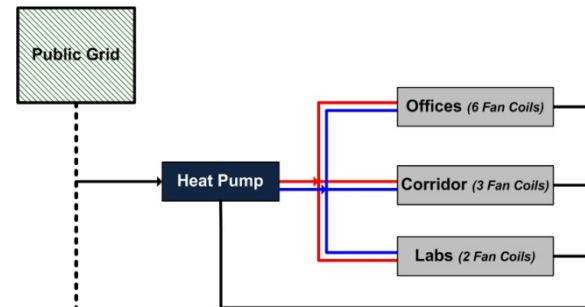 Public Grid
Offices (6 Fan Coils)
Heat Pump
Corridor (3 Fan Coils)
Labs (2 Fan Coils)